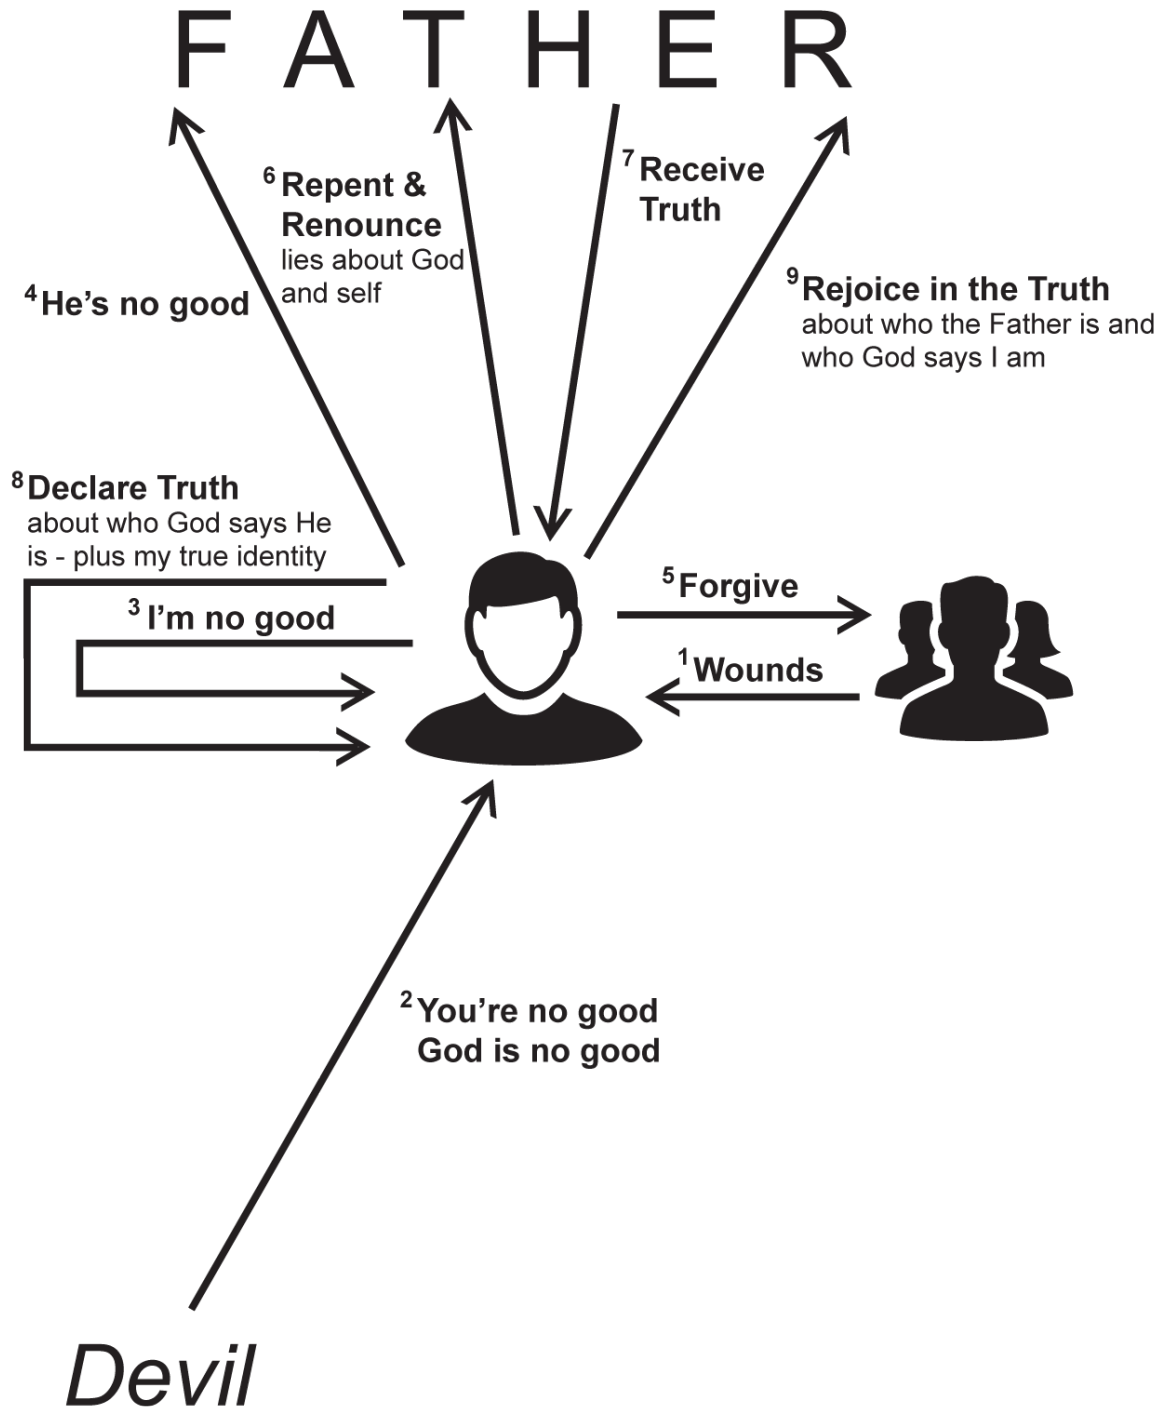 F A T H E R
6 Repent &
Renounce
lies about God
and self
7 Receive
Truth
4 He's no good
9 Rejoice in the Truth
about who the Father is and
who God says I am
8 Declare Truth
about who God says He
is - plus my true identity
3 I'm no good
5 Forgive
1 Wounds
2 You're no good
God is no good
Devil